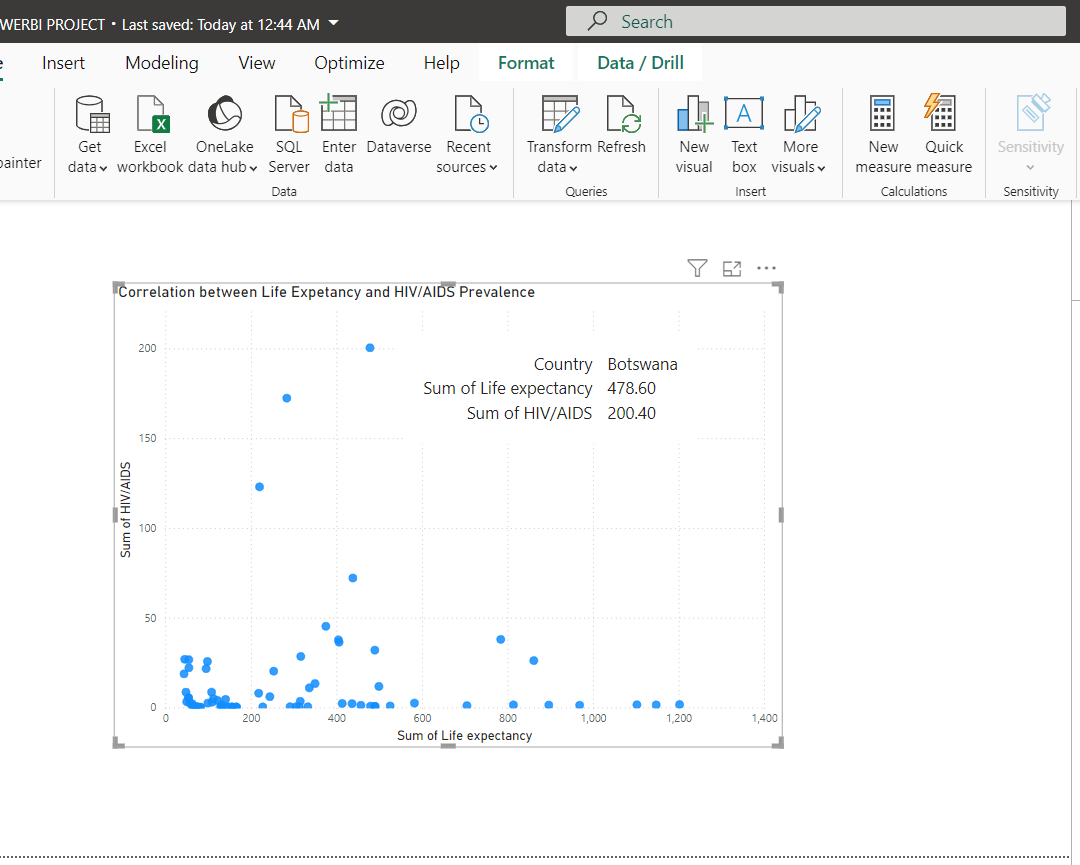 WERBI PROJECT • Last saved: Today at 12:44 AM
Search
Insert Modeling View Optimize Help Format Data / Drill
painter
Get data
Excel workbook
OneLake data hub
SQL Server
Enter data
Dataverse
Recent sources
Data
Transform data
Refresh
Queries
New visual
Text box
More visuals
Insert
New measure
Quick measure
Calculations
Sensitivity
Sensitivity
Correlation between Life Expetancy and HIV/AIDS Prevalence
Country Botswana
Sum of Life expectancy 478.60
Sum of HIV/AIDS 200.40
Sum of HIV/AIDS
200
150
100
50
0
0 200 400 600 800 1,000 1,200 1,400
Sum of Life expectancy